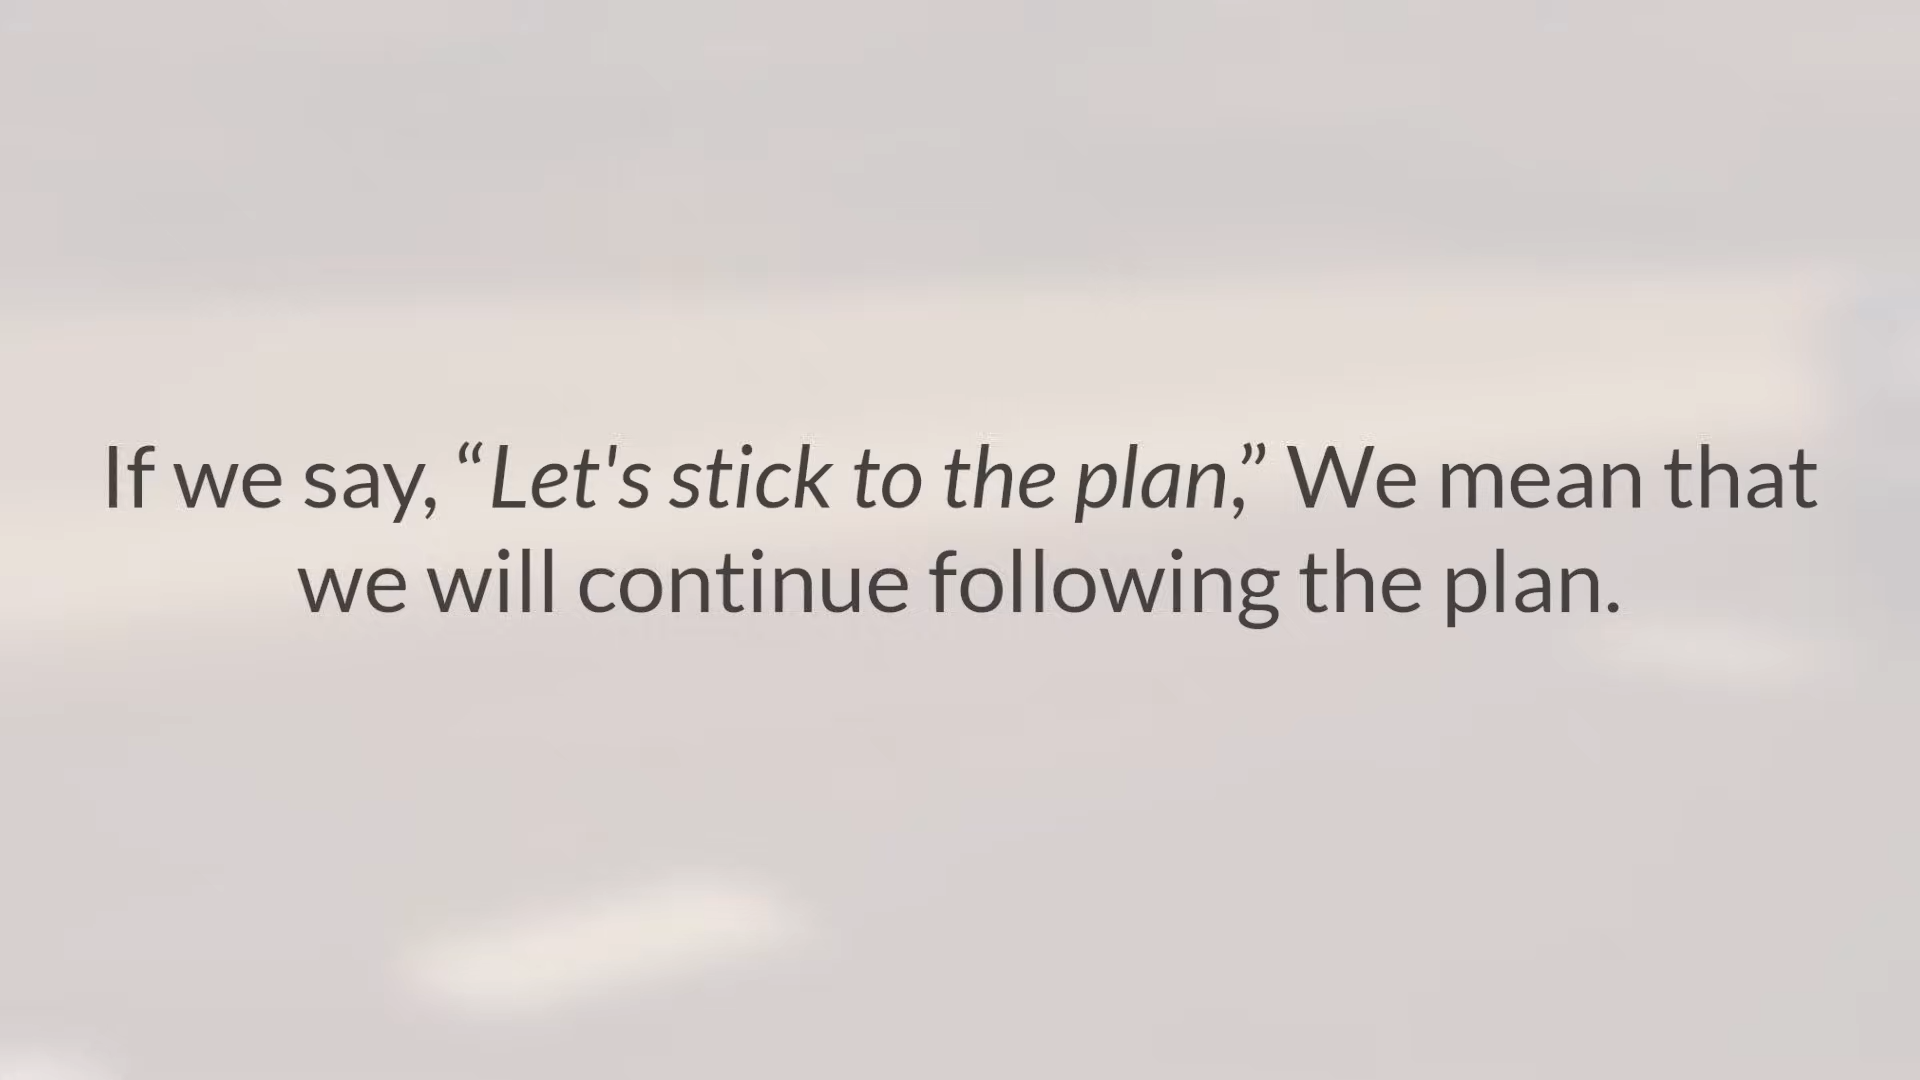 If we say, “Let's stick to the plan,” We mean that
we will continue following the plan.